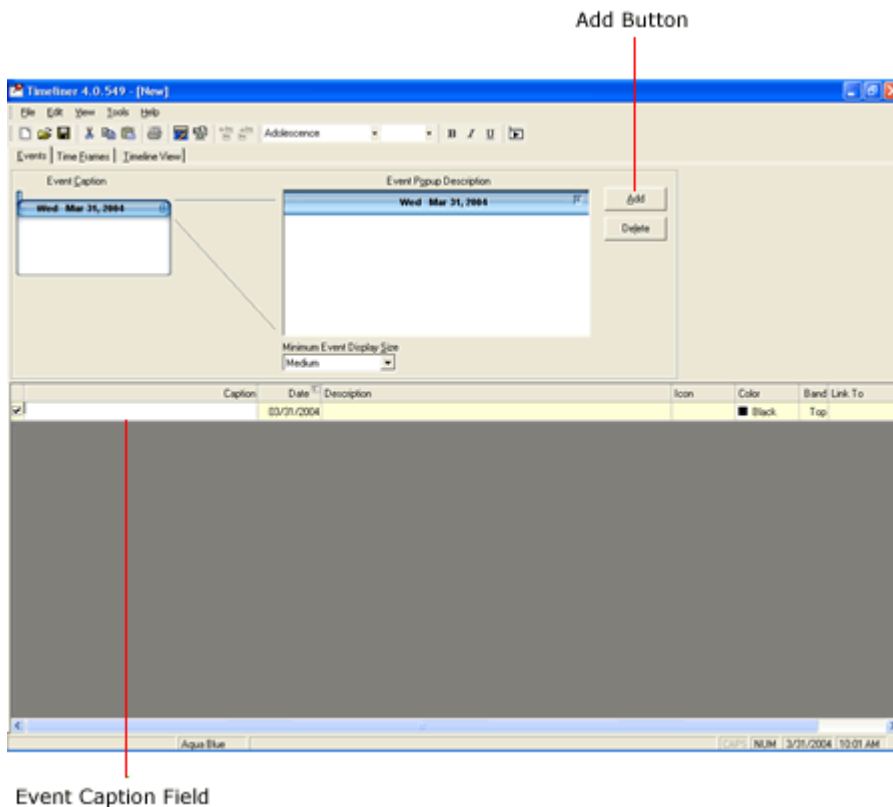 Add Button
Timeliner 4.0.549 - [New]
File Edit View Tools Help
Adolescence B I U
Events Time Frames Timeline View
Event Caption Event Popup Description
Wed Mar 31, 2004 Wed Mar 31, 2004 Add
Delete
Minimum Event Display Size
Medium
Caption Date Description Icon Color Band Link To
03/31/2004 Black Top
Aqua Blue CAPS NUM 3/31/2004 10:01 AM
Event Caption Field